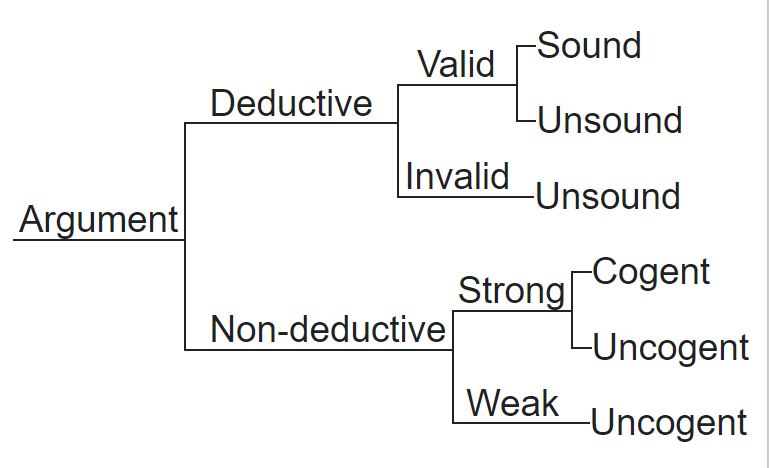 Argument
Deductive
Valid
Sound
Unsound
Invalid
Unsound
Non-deductive
Strong
Cogent
Uncogent
Weak
Uncogent